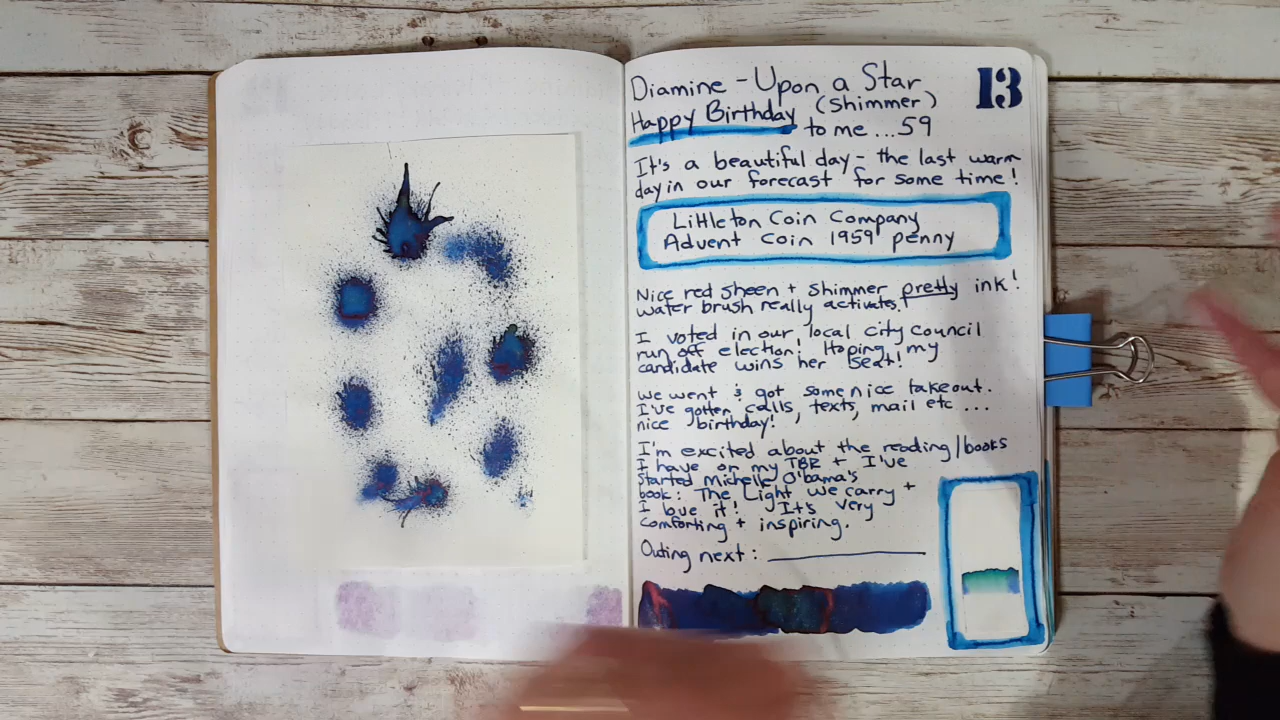 Diamine - Upon a Star
13
(Shimmer)
Happy Birthday
to me ... 59
It's a beautiful day - the last warm
day in our forecast for some time!
Littleton Coin Company
Advent Coin 1959 penny
Nice red sheen + shimmer pretty ink!
Water brush really activates!
I voted in our local city council
run off election! Hoping my
candidate wins her seat!
We went & got some nice takeout.
I've gotten calls, texts, mail etc ...
nice birthday!
I'm excited about the reading/books
I have on my TBR + I've
started Michelle O'bama's
book: The Light we carry +
I love it! It's very
comforting + inspiring.
Outing next: